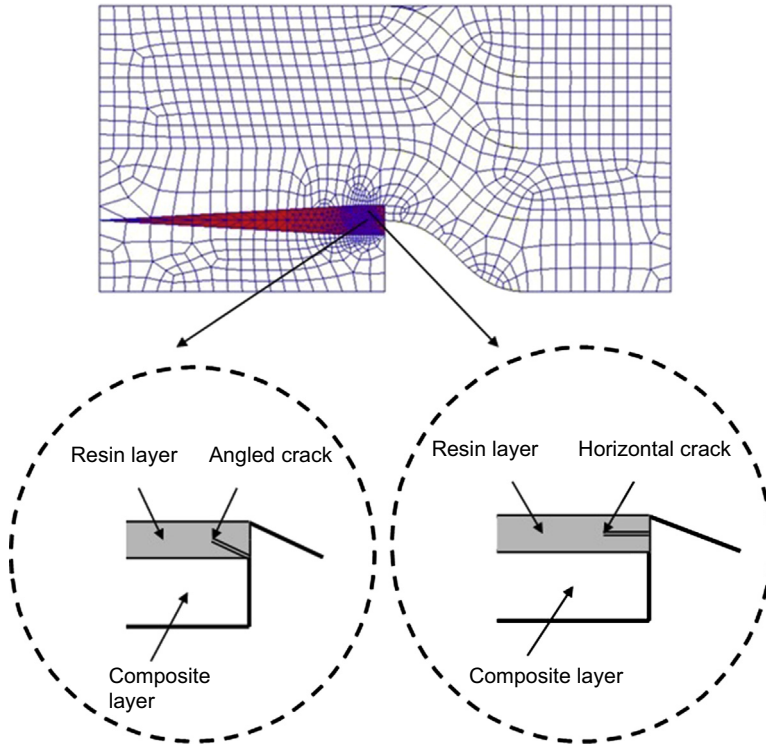 Resin layer
Angled crack
Composite
layer
Resin layer
Horizontal crack
Composite layer